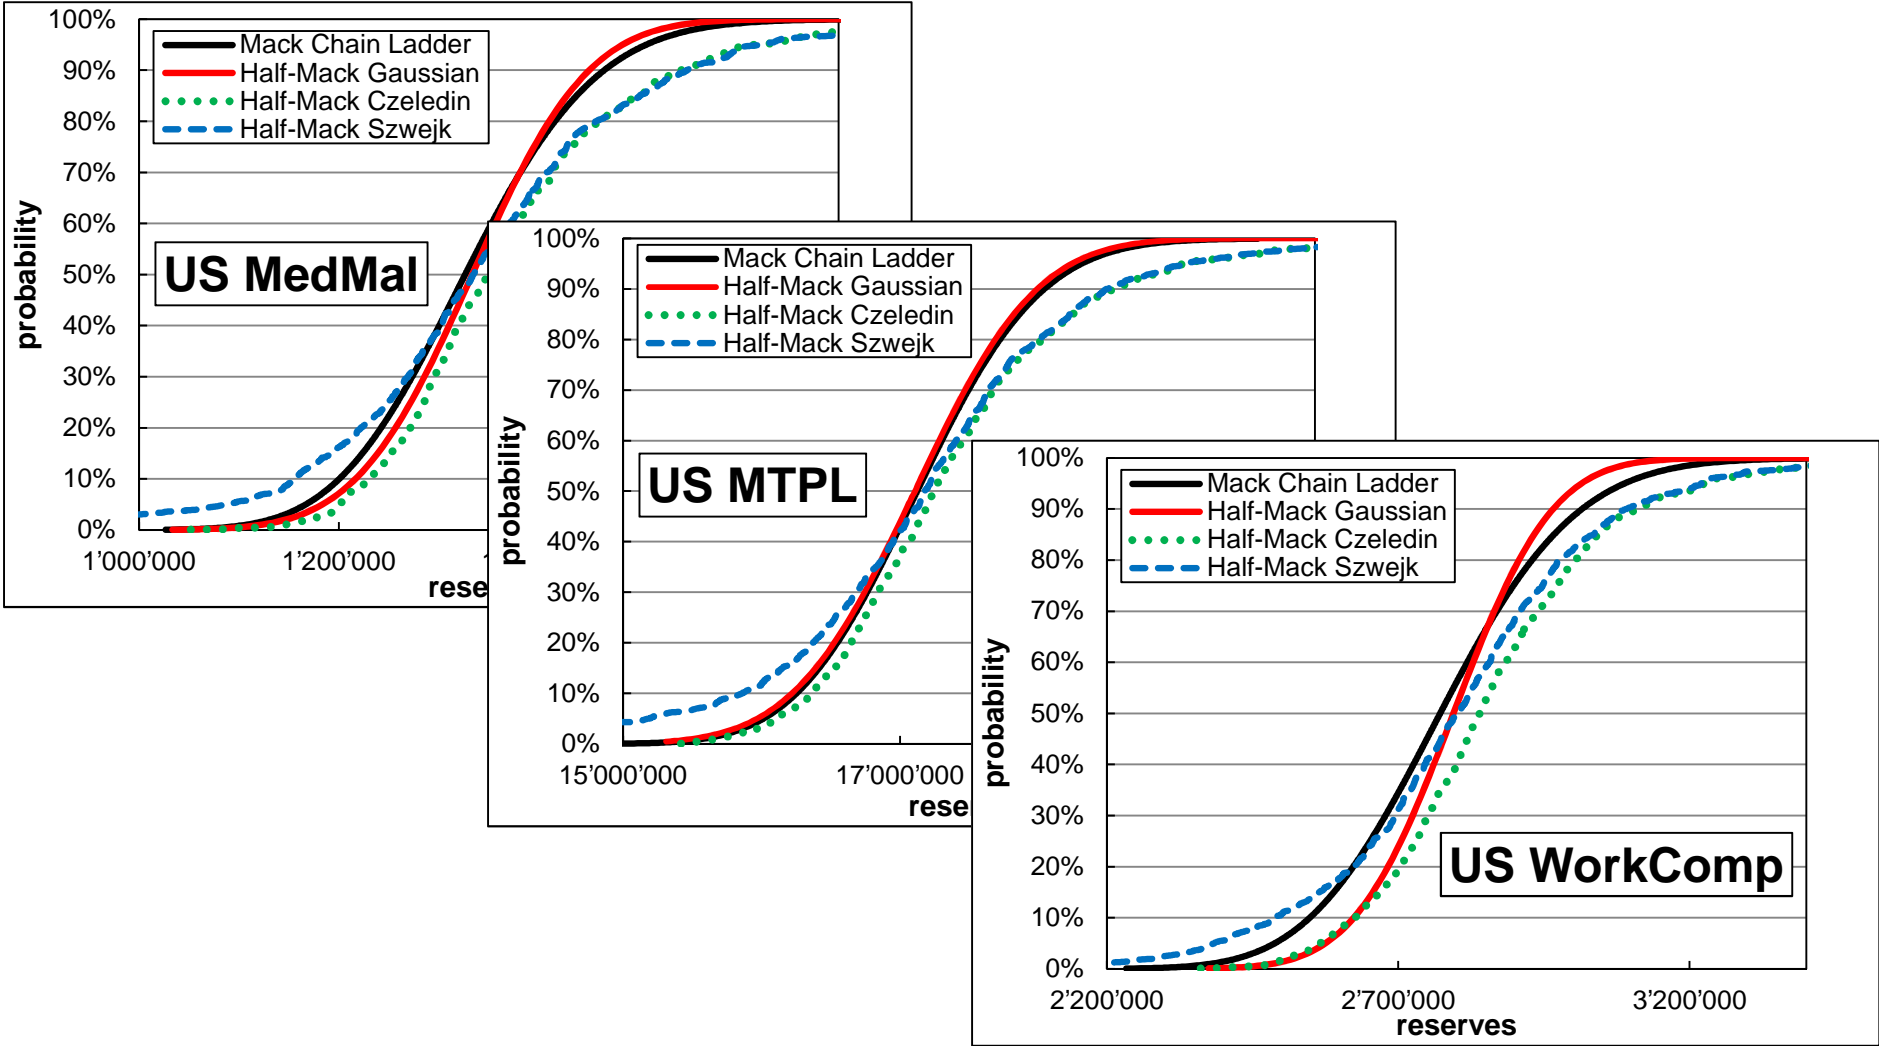 100%
90%
80%
70%
60%
50%
40%
30%
20%
10%
0%
probability
Mack Chain Ladder
Half-Mack Gaussian
Half-Mack Czeledin
Half-Mack Szwejk
US MedMal
1'000'000
1'200'000
rese
100%
90%
80%
70%
60%
50%
40%
30%
20%
10%
0%
probability
Mack Chain Ladder
Half-Mack Gaussian
Half-Mack Czeledin
Half-Mack Szwejk
US MTPL
15'000'000
17'000'000
rese
100%
90%
80%
70%
60%
50%
40%
30%
20%
10%
0%
probability
Mack Chain Ladder
Half-Mack Gaussian
Half-Mack Czeledin
Half-Mack Szwejk
US WorkComp
2'200'000
2'700'000
3'200'000
reserves